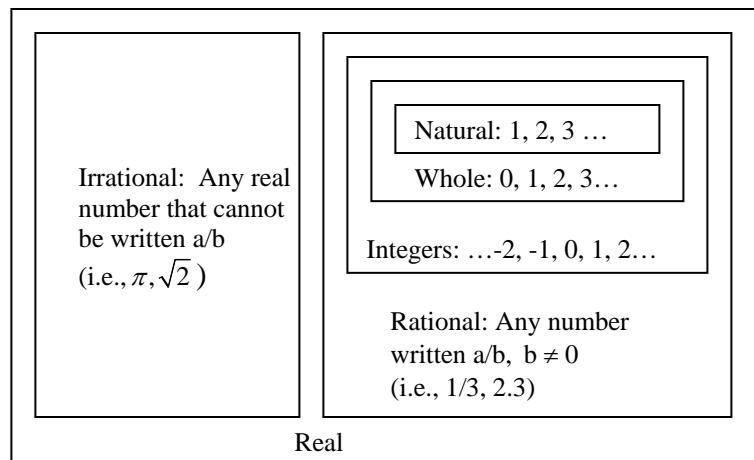 Natural: 1, 2, 3 …
Whole: 0, 1, 2, 3…
Integers: …-2, -1, 0, 1, 2…
Irrational: Any real
number that cannot
be written a/b
(i.e., π, √2 )
Rational: Any number
written a/b, b ≠ 0
(i.e., 1/3, 2.3)
Real